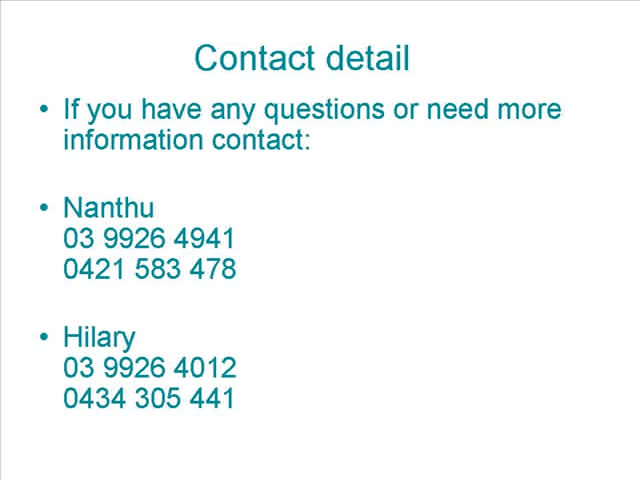 Contact detail
• If you have any questions or need more
information contact:
• Nanthu
03 9926 4941
0421 583 478
• Hilary
03 9926 4012
0434 305 441